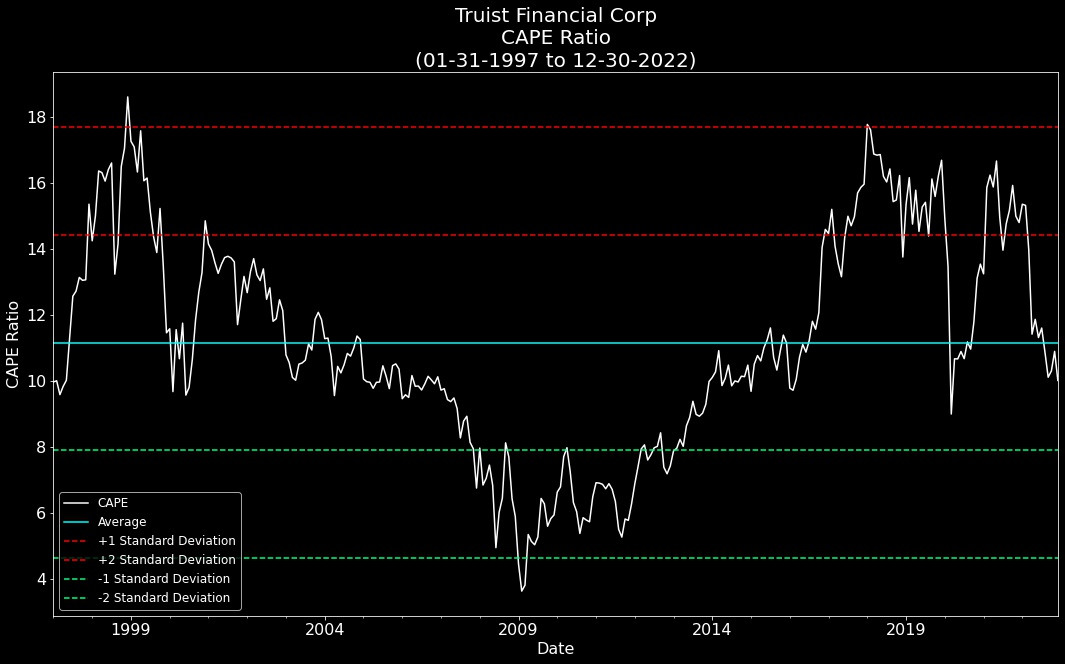 Truist Financial Corp
CAPE Ratio
(01-31-1997 to 12-30-2022)
CAPE Ratio
18
16
14
12
10
8
6
4
CAPE
Average
+1 Standard Deviation
+2 Standard Deviation
-1 Standard Deviation
-2 Standard Deviation
1999 2004 2009 2014 2019
Date